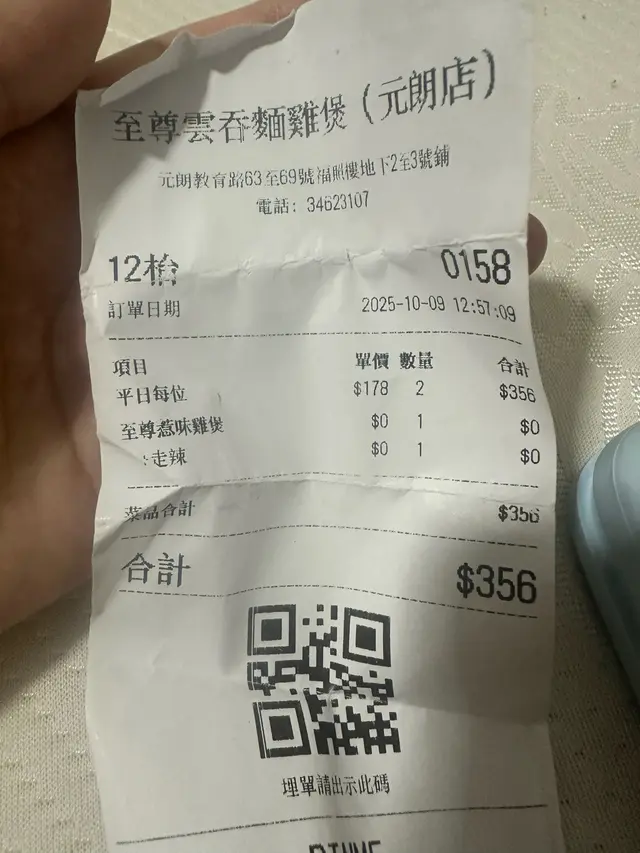 至尊雲吞麵雞煲(元朗店)
元朗教育路63至69號福照樓地下2至3號鋪
電話: 34623107
12枱 0158
訂單日期 2025-10-09 12:57:09
項目 單價 數量 合計
平日每位 $178 2 $356
至尊惹味雞煲 $0 1 $0
:走辣 $0 1 $0
菜品合計 $356
合計 $356
埋單請出示此碼